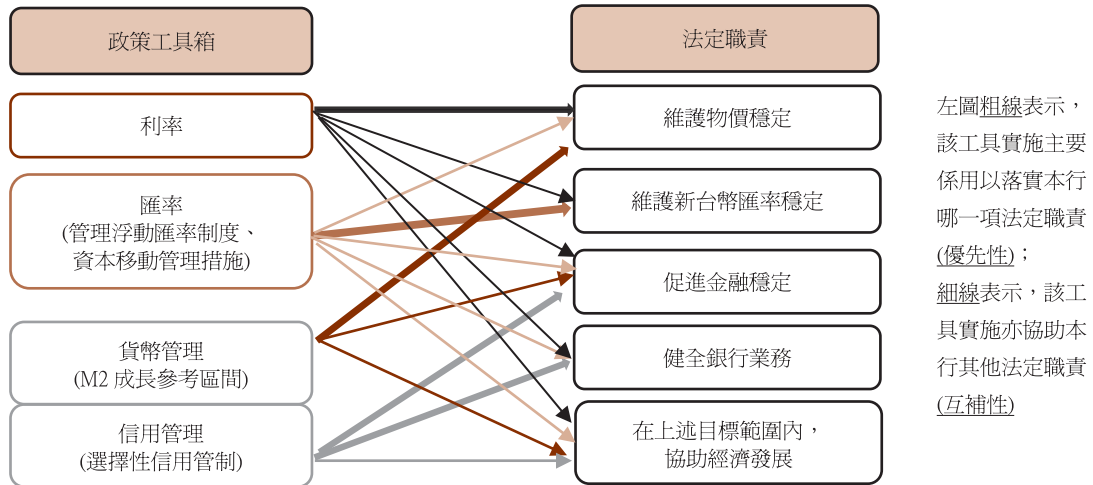 政策工具箱
法定職責
利率
匯率
(管理浮動匯率制度、
資本移動管理措施)
貨幣管理
(M2 成長參考區間)
信用管理
(選擇性信用管制)
維護物價穩定
維護新台幣匯率穩定
促進金融穩定
健全銀行業務
在上述目標範圍內，
協助經濟發展
左圖粗線表示，
該工具實施主要
係用以落實本行
哪一項法定職責
(優先性)；
細線表示，該工
具實施亦協助本
行其他法定職責
(互補性)